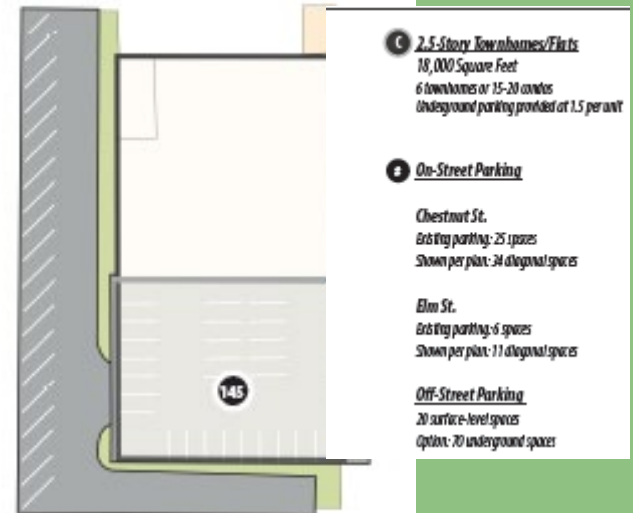 C 2.5-Story Townhomes/Flats
18,000 Square Feet
6 townhomes or 15-20 condos
Underground parking provided at 1.5 per unit
# On-Street Parking
Chestnut St.
Existing parking: 25 spaces
Shown per plan: 34 diagonal spaces
Elm St.
Existing parking: 6 spaces
Shown per plan: 11 diagonal spaces
Off-Street Parking
20 surface-level spaces
Option: 70 underground spaces
145